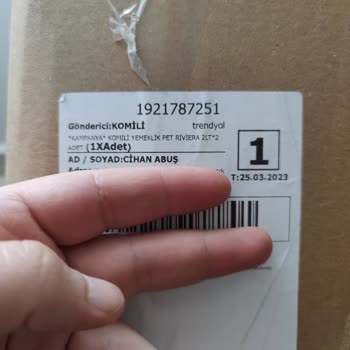 1921787251
Gönderici:KOMİLİ trendyol
*KAMPANYA* KOMİLİ YEMEKLİK PET RİVİERA 2LT*2
ADET (1XAdet)
1
AD / SOYAD:CİHAN ABUŞ
T:25.03.2023